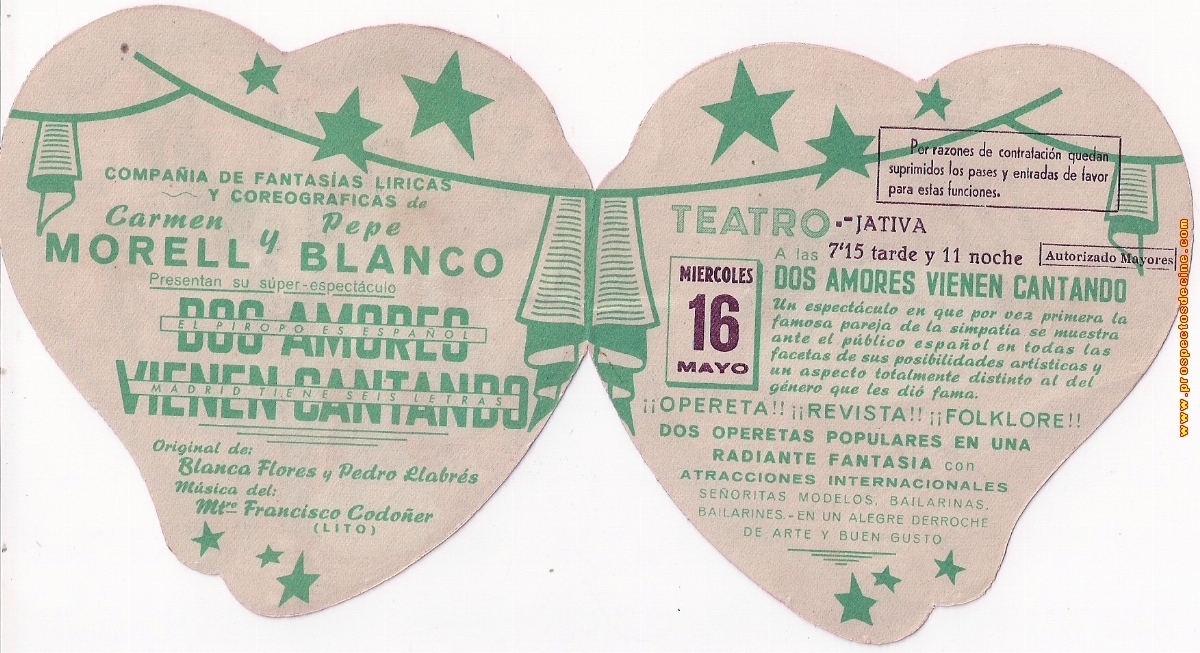 COMPAÑIA DE FANTASÍAS LIRICAS
Y COREOGRAFICAS de
Carmen Pepe
MORELL y BLANCO
Presentan su súper-espectáculo
DOS AMORES
EL PIROPO ES ESPAÑOL
VIENEN CANTANDO
MADRID TIENE SEIS LETRAS
Original de:
Blanca Flores y Pedro Llabrés
Música del:
Mtro Francisco Codoñer
(LITO)
Por razones de contratación quedan
suprimidos los pases y entradas de favor
para estas funciones.
TEATRO -- JATIVA
A las 7'15 tarde y 11 noche
Autorizado Mayores
MIERCOLES
16
MAYO
DOS AMORES VIENEN CANTANDO
Un espectáculo en que por vez primera la
famosa pareja de la simpatía se muestra
ante el público español en todas las
facetas de sus posibilidades artísticas y
un aspecto totalmente distinto al del
género que les dió fama.
¡¡OPERETA!! ¡¡REVISTA!! ¡¡FOLKLORE!!
DOS OPERETAS POPULARES EN UNA
RADIANTE FANTASIA con
ATRACCIONES INTERNACIONALES
SEÑORITAS MODELOS, BAILARINAS,
BAILARINES.-EN UN ALEGRE DERROCHE
DE ARTE Y BUEN GUSTO
www.prospectosdecine.com